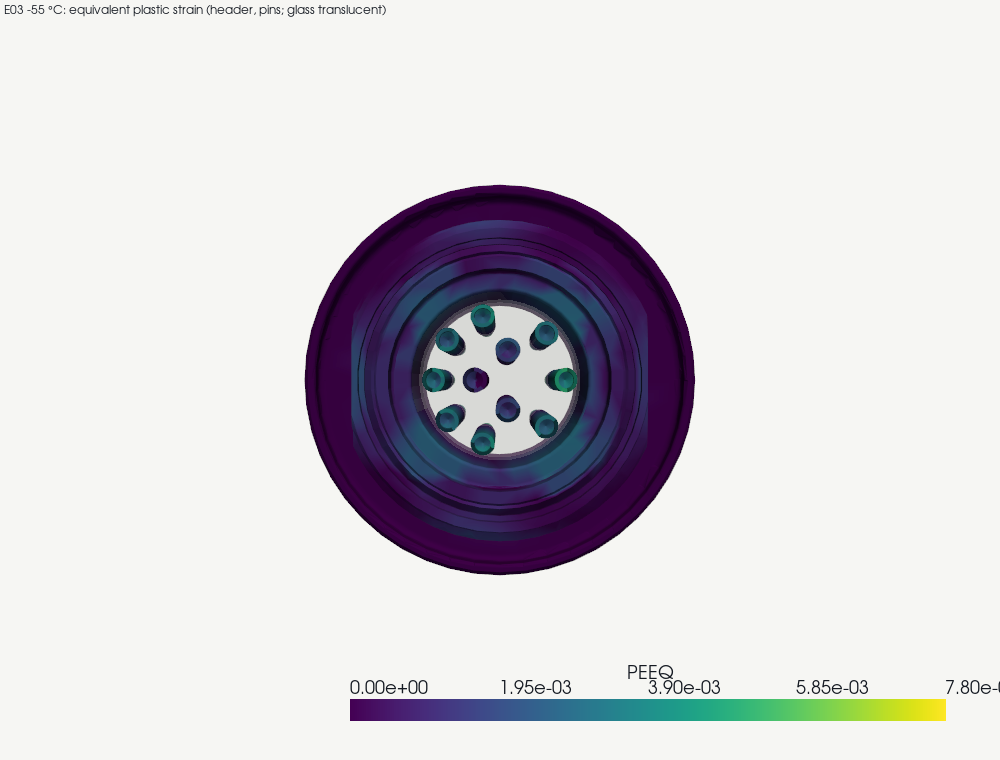 E03 -55 °C: equivalent plastic strain (header, pins; glass translucent)
PEEQ
0.00e+00 1.95e-03 3.90e-03 5.85e-03